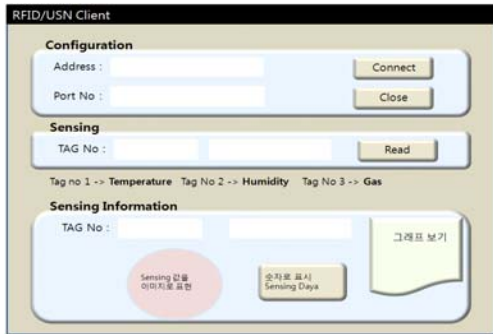 RFID/USN Client
Configuration
Address :
Connect
Port No :
Close
Sensing
TAG No :
Read
Tag no 1 -> Temperature Tag No 2 -> Humidity Tag No 3 -> Gas
Sensing Information
TAG No :
그래프 보기
Sensing 값을
이미지로 표현
숫자로 표시
Sensing Daya